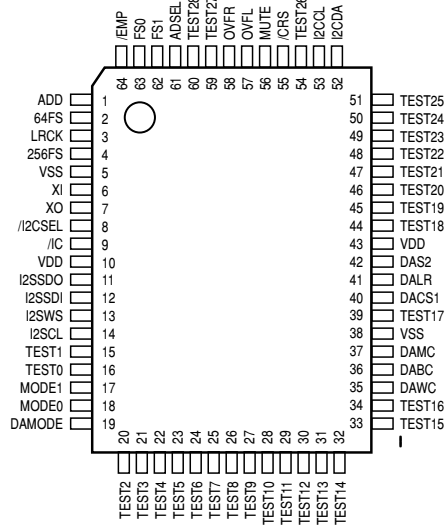 /EMP
FS0
FS1
ADSEL
TEST28
TEST27
OVFR
OVFL
MUTE
/CRS
TEST26
I2CCL
I2CDA
64
63
62
61
60
59
58
57
56
55
54
53
52
ADD 1
64FS 2
LRCK 3
256FS 4
VSS 5
XI 6
XO 7
/I2CSEL 8
/IC 9
VDD 10
I2SSDO 11
I2SSDI 12
I2SWS 13
I2SCL 14
TEST1 15
TEST0 16
MODE1 17
MODE0 18
DAMODE 19
51 TEST25
50 TEST24
49 TEST23
48 TEST22
47 TEST21
46 TEST20
45 TEST19
44 TEST18
43 VDD
42 DAS2
41 DALR
40 DACS1
39 TEST17
38 VSS
37 DAMC
36 DABC
35 DAWC
34 TEST16
33 TEST15
20
21
22
23
24
25
26
27
28
29
30
31
32
TEST2
TEST3
TEST4
TEST5
TEST6
TEST7
TEST8
TEST9
TEST10
TEST11
TEST12
TEST13
TEST14